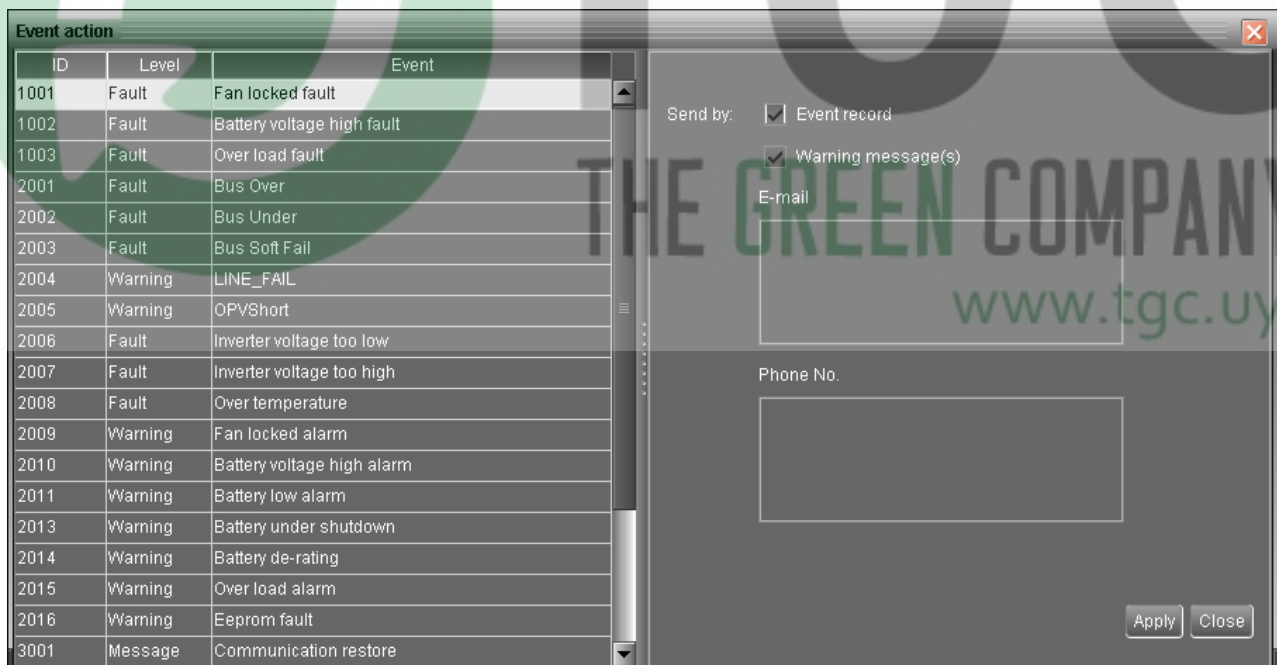 Event action
ID Level Event
1001 Fault Fan locked fault
1002 Fault Battery voltage high fault
1003 Fault Over load fault
2001 Fault Bus Over
2002 Fault Bus Under
2003 Fault Bus Soft Fail
2004 Warning LINE_FAIL
2005 Warning OPVShort
2006 Fault Inverter voltage too low
2007 Fault Inverter voltage too high
2008 Fault Over temperature
2009 Warning Fan locked alarm
2010 Warning Battery voltage high alarm
2011 Warning Battery low alarm
2013 Warning Battery under shutdown
2014 Warning Battery de-rating
2015 Warning Over load alarm
2016 Warning Eeprom fault
3001 Message Communication restore
Send by: Event record
Warning message(s)
E-mail
Phone No.
Apply Close
THE GREEN COMPANY
www.tgc.uy